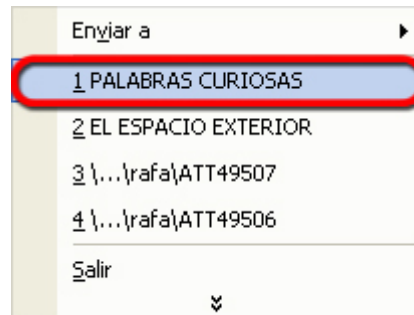 Enviar a
1 PALABRAS CURIOSAS
2 EL ESPACIO EXTERIOR
3 \...\rafa\ATT49507
4 \...\rafa\ATT49506
Salir